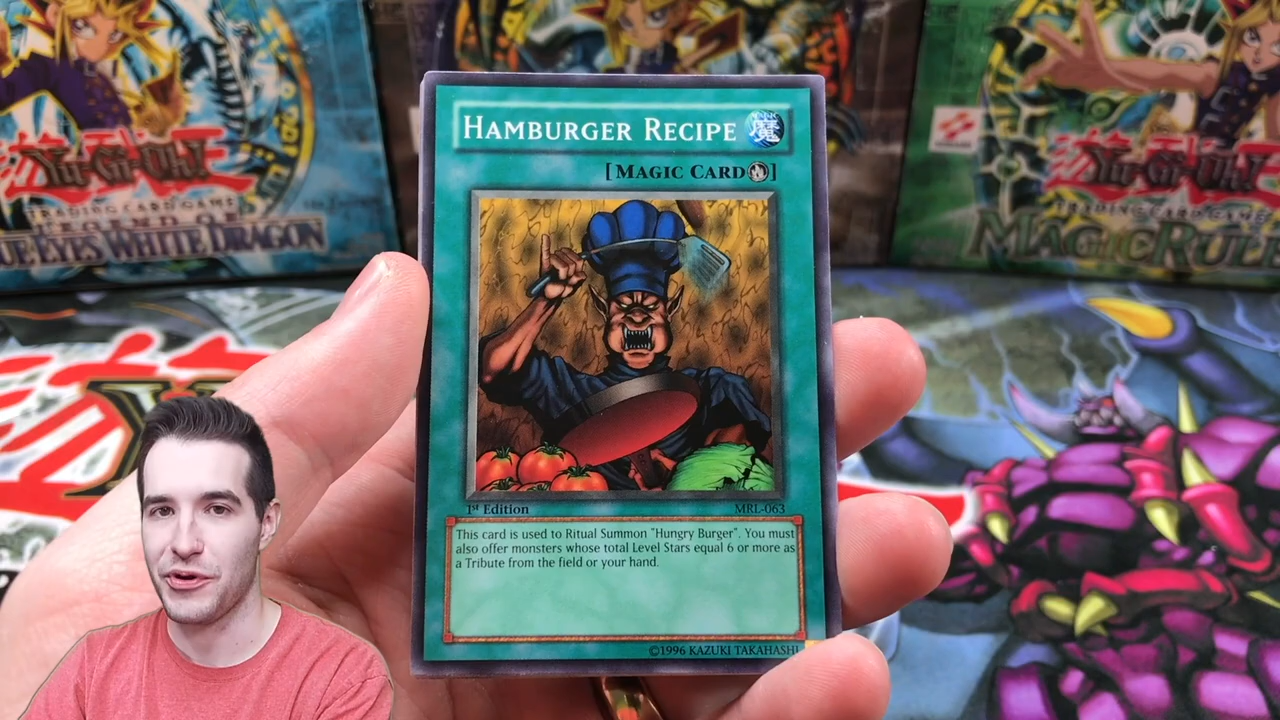 Yu-Gi-Oh!
TRADING CARD GAME
LEGEND OF
BLUE EYES WHITE DRAGON
KONAMI
Yu-Gi-Oh!
TRADING CARD GAME
MAGIC RULE
HAMBURGER RECIPE
MAGIC
魔
[MAGIC CARD]
1st Edition
MRL-063
This card is used to Ritual Summon "Hungry Burger". You must
also offer monsters whose total Level Stars equal 6 or more as
a Tribute from the field or your hand.
©1996 KAZUKI TAKAHASHI